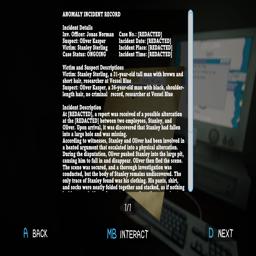 ANOMALY INCIDENT RECORD
Incident Details
Inv. Officer: Jonas Norman Case No.: [REDACTED]
Suspect: Oliver Kasper Incident Date: [REDACTED]
Victim: Stanley Sterling Incident Place: [REDACTED]
Case Status: ONGOING Incident Time: [REDACTED]
Victim and Suspect Descriptions
Victim: Stanley Sterling, a 31-year-old tall man with brown and
short hair, researcher at Vessel Blue
Suspect: Oliver Kasper, a 36-year-old man with black, shoulder-
length hair, no criminal record, researcher at Vessel Blue
Incident Description
At [REDACTED], a report was received of a possible altercation
at the [REDACTED] between two employees, Stanley, and
Oliver. Upon arrival, it was discovered that Stanley had fallen
into a large hole and was missing.
According to witnesses, Stanley and Oliver had been involved in
a heated argument that escalated into a physical altercation.
During the disputation, Oliver pushed Stanley into the large pit,
causing him to fall in and disappear. Oliver then fled the scene.
The scene was secured, and a thorough investigation was
conducted, but the body of Stanley remains undiscovered. The
only trace of Stanley found was his clothing. His pants, shirt,
and socks were neatly folded together and stacked, as if nothing
1/1
A BACK
MB INTERACT
D NEXT